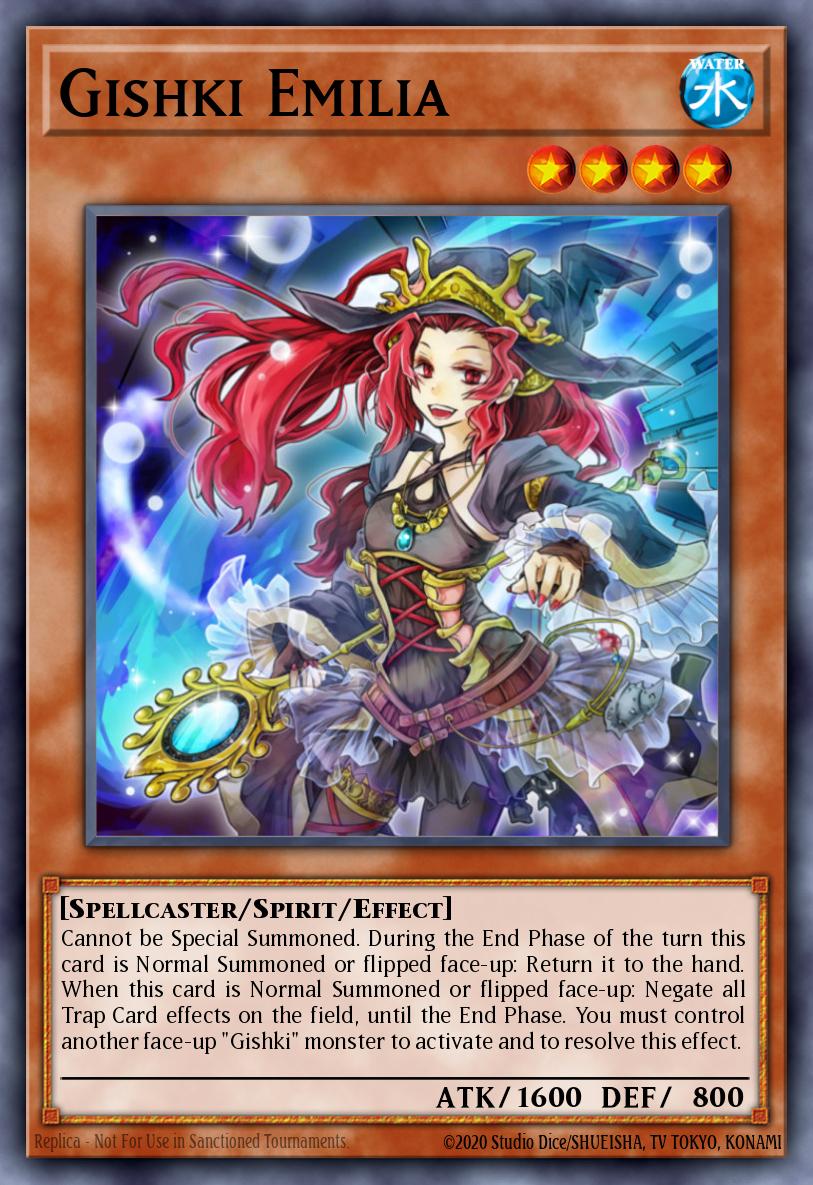 Gishki Emilia
WATER
水
[Spellcaster/Spirit/Effect]
Cannot be Special Summoned. During the End Phase of the turn this
card is Normal Summoned or flipped face-up: Return it to the hand.
When this card is Normal Summoned or flipped face-up: Negate all
Trap Card effects on the field, until the End Phase. You must control
another face-up "Gishki" monster to activate and to resolve this effect.
ATK/1600 DEF/ 800
Replica - Not For Use in Sanctioned Tournaments.
©2020 Studio Dice/SHUEISHA, TV TOKYO, KONAMI